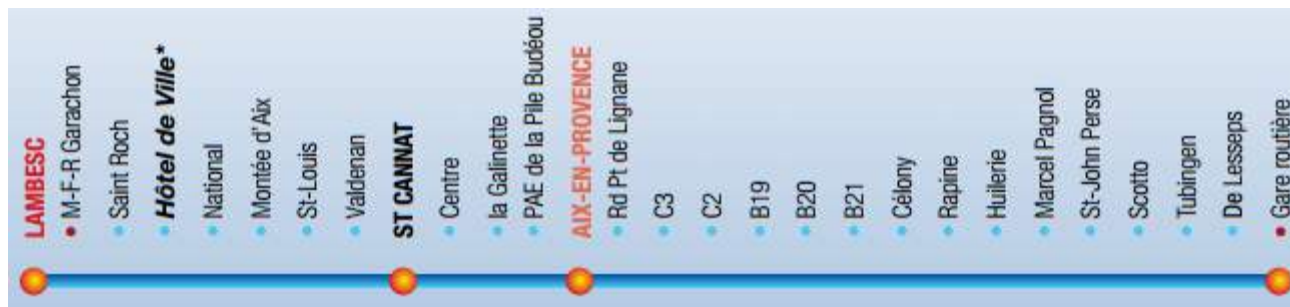 LAMBESC
M-F-R Garachon
Saint Roch
Hôtel de Ville*
National
Montée d'Aix
St-Louis
Valdenan
ST CANNAT
Centre
la Galinette
PAE de la Pile Budéou
AIX-EN-PROVENCE
Rd Pt de Lignane
C3
C2
B19
B20
B21
Célony
Rapine
Huilerie
Marcel Pagnol
St-John Perse
Scotto
Tubingen
De Lesseps
Gare routière